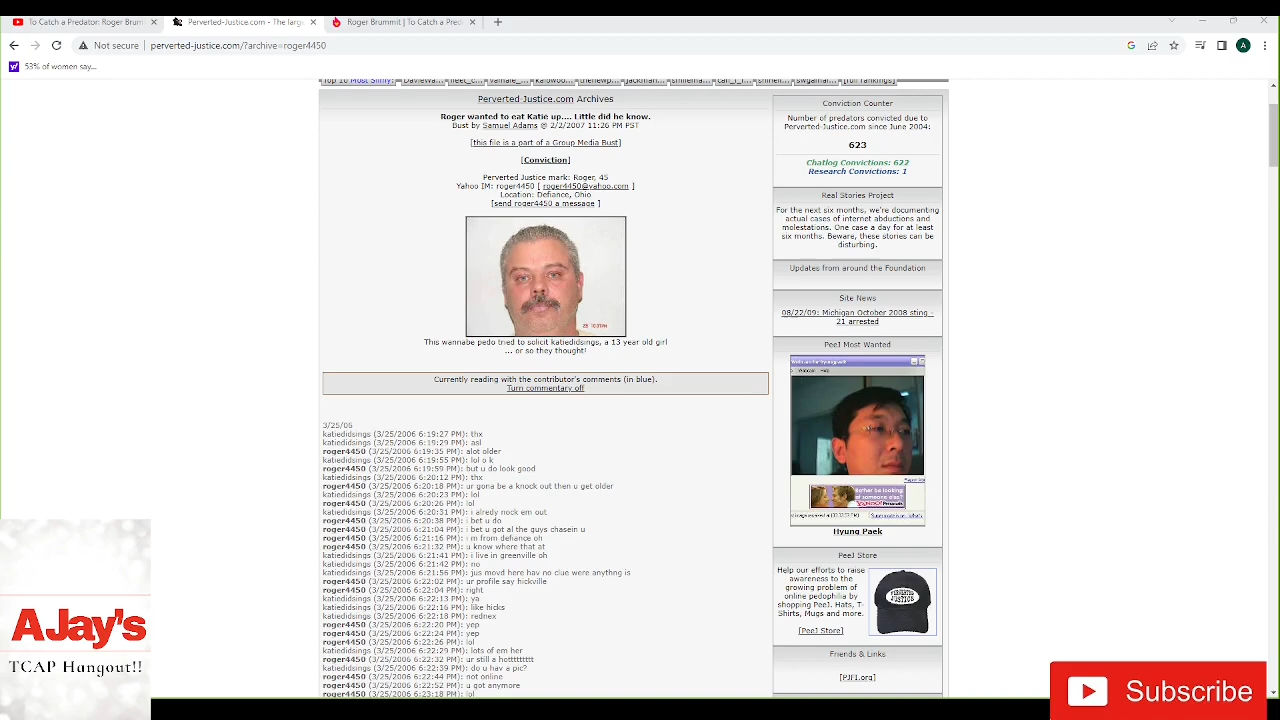 To Catch a Predator: Roger Brum
Perverted-Justice.com - The larg
Roger Brummit | To Catch a Pred
Not secure
perverted-justice.com/?archive=roger4450
53% of women say...
Top 10 Most Slimy:
Perverted Justice.com Archives
Roger wanted to eat Katie up.... Little did he know.
Bust by Samuel Adams @ 2/2/2007 11:26 PM PST
[this file is a part of a Group Media Bust]
[Conviction]
Perverted Justice mark: Roger, 45
Yahoo IM: roger4450 [ roger4450@yahoo.com ]
Location: Defiance, Ohio
[send roger4450 a message ]
This wannabe pedo tried to solicit katiedidsings, a 13 year old girl
... or so they thought!
Currently reading with the contributor's comments (in blue).
Turn commentary off
3/25/06
katiedidsings (3/25/2006 6:19:27 PM): thx
katiedidsings (3/25/2006 6:19:29 PM): asl
roger4450 (3/25/2006 6:19:35 PM): alot older
katiedidsings (3/25/2006 6:19:55 PM): lol o k
roger4450 (3/25/2006 6:19:59 PM): but u do look good
katiedidsings (3/25/2006 6:20:12 PM): thx
roger4450 (3/25/2006 6:20:18 PM): ur gona be a knock out then u get older
katiedidsings (3/25/2006 6:20:23 PM): lol
roger4450 (3/25/2006 6:20:26 PM): lol
katiedidsings (3/25/2006 6:20:31 PM): i alredy nock em out
roger4450 (3/25/2006 6:20:38 PM): i bet u do
roger4450 (3/25/2006 6:21:04 PM): i bet u got al the guys chasein u
roger4450 (3/25/2006 6:21:16 PM): i m from defiance oh
roger4450 (3/25/2006 6:21:32 PM): u know where that at
katiedidsings (3/25/2006 6:21:41 PM): i live in greenville oh
katiedidsings (3/25/2006 6:21:42 PM): no
katiedidsings (3/25/2006 6:21:56 PM): jus movd here hav no clue were anythng is
roger4450 (3/25/2006 6:22:02 PM): ur profile say hickville
roger4450 (3/25/2006 6:22:04 PM): right
katiedidsings (3/25/2006 6:22:13 PM): ya
katiedidsings (3/25/2006 6:22:16 PM): like hicks
katiedidsings (3/25/2006 6:22:18 PM): rednex
roger4450 (3/25/2006 6:22:20 PM): yep
roger4450 (3/25/2006 6:22:24 PM): yep
roger4450 (3/25/2006 6:22:26 PM): lol
katiedidsings (3/25/2006 6:22:29 PM): lots of em her
roger4450 (3/25/2006 6:22:32 PM): ur still a hottttttttt
katiedidsings (3/25/2006 6:22:39 PM): do u hav a pic?
roger4450 (3/25/2006 6:22:44 PM): not online
roger4450 (3/25/2006 6:22:52 PM): u got anymore
roger4450 (3/25/2006 6:23:18 PM): lol
Conviction Counter
Number of predators convicted due to
Perverted-Justice.com since June 2004:
623
Chatlog Convictions: 622
Research Convictions: 1
Real Stories Project
For the next six months, we're documenting
actual cases of internet abductions and
molestations. One case a day for at least
six months. Beware, these stories can be
disturbing.
Updates from around the Foundation
Site News
08/22/09: Michigan October 2008 sting -
21 arrested
PeeJ Most Wanted
Hyung Paek
PeeJ Store
Help our efforts to raise
awareness to the
growing problem of
online pedophilia by
shopping PeeJ. Hats, T-
Shirts, Mugs and more.
[PeeJ Store]
Friends & Links
[PJFI.org]
AJay's
TCAP Hangout!!
Subscribe